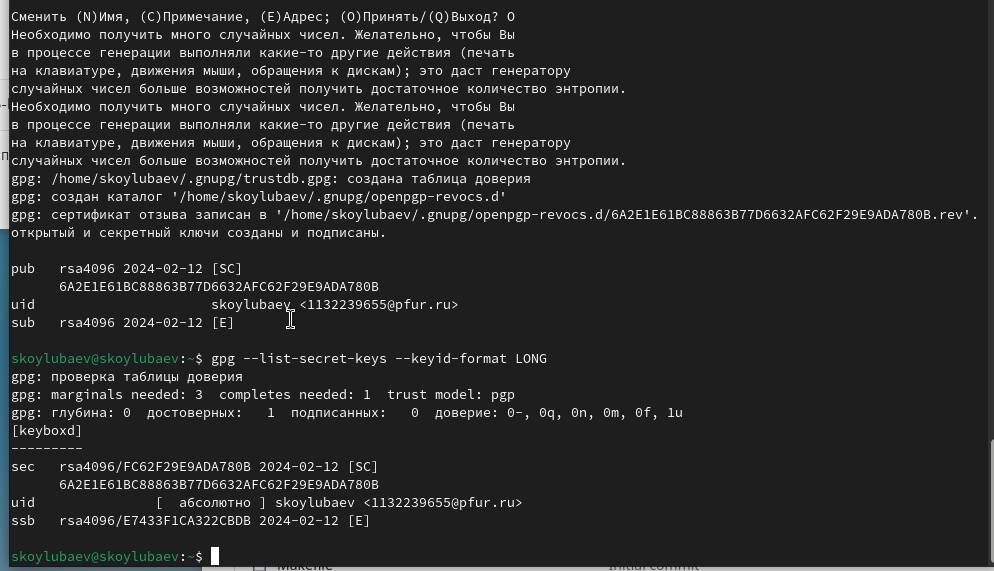 Сменить (N)Имя, (C)Примечание, (E)Адрес; (O)Принять/(Q)Выход? O
Необходимо получить много случайных чисел. Желательно, чтобы Вы
в процессе генерации выполняли какие-то другие действия (печать
на клавиатуре, движения мыши, обращения к дискам); это даст генератору
случайных чисел больше возможностей получить достаточное количество энтропии.
Необходимо получить много случайных чисел. Желательно, чтобы Вы
в процессе генерации выполняли какие-то другие действия (печать
на клавиатуре, движения мыши, обращения к дискам); это даст генератору
случайных чисел больше возможностей получить достаточное количество энтропии.
gpg: /home/skoylubaev/.gnupg/trustdb.gpg: создана таблица доверия
gpg: создан каталог '/home/skoylubaev/.gnupg/openpgp-revocs.d'
gpg: сертификат отзыва записан в '/home/skoylubaev/.gnupg/openpgp-revocs.d/6A2E1E61BC88863B77D6632AFC62F29E9ADA780B.rev'.
открытый и секретный ключи созданы и подписаны.
pub   rsa4096 2024-02-12 [SC]
      6A2E1E61BC88863B77D6632AFC62F29E9ADA780B
uid                      skoylubaev <1132239655@pfur.ru>
sub   rsa4096 2024-02-12 [E]
skoylubaev@skoylubaev:~$ gpg --list-secret-keys --keyid-format LONG
gpg: проверка таблицы доверия
gpg: marginals needed: 3  completes needed: 1  trust model: pgp
gpg: глубина: 0  достоверных:   1  подписанных:   0  доверие: 0-, 0q, 0n, 0m, 0f, 1u
[keyboxd]
---------
sec   rsa4096/FC62F29E9ADA780B 2024-02-12 [SC]
      6A2E1E61BC88863B77D6632AFC62F29E9ADA780B
uid               [  абсолютно ] skoylubaev <1132239655@pfur.ru>
ssb   rsa4096/E7433F1CA322CBDB 2024-02-12 [E]
skoylubaev@skoylubaev:~$